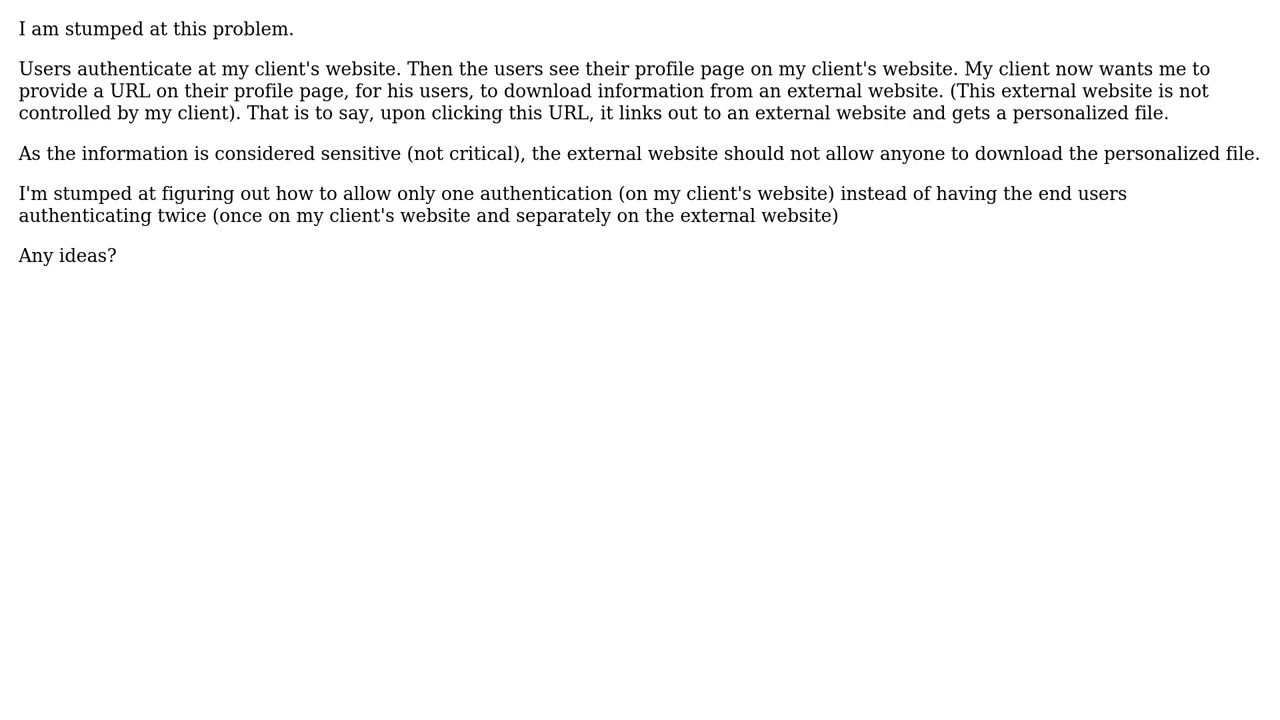 I am stumped at this problem.
Users authenticate at my client's website. Then the users see their profile page on my client's website. My client now wants me to
provide a URL on their profile page, for his users, to download information from an external website. (This external website is not
controlled by my client). That is to say, upon clicking this URL, it links out to an external website and gets a personalized file.
As the information is considered sensitive (not critical), the external website should not allow anyone to download the personalized file.
I'm stumped at figuring out how to allow only one authentication (on my client's website) instead of having the end users
authenticating twice (once on my client's website and separately on the external website)
Any ideas?